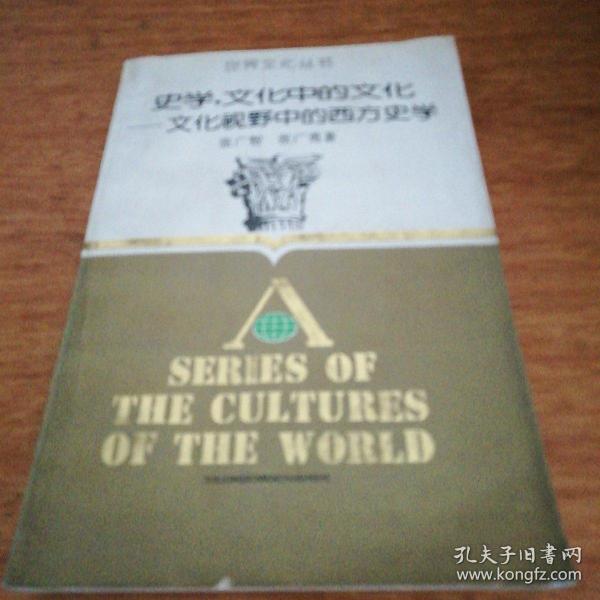 世界文化丛书
史学,文化中的文化
——文化视野中的西方史学
张广智 张广勇著
A
SERIES OF
THE CULTURES
OF THE WORLD
孔夫子旧书网
www.kongfz.com